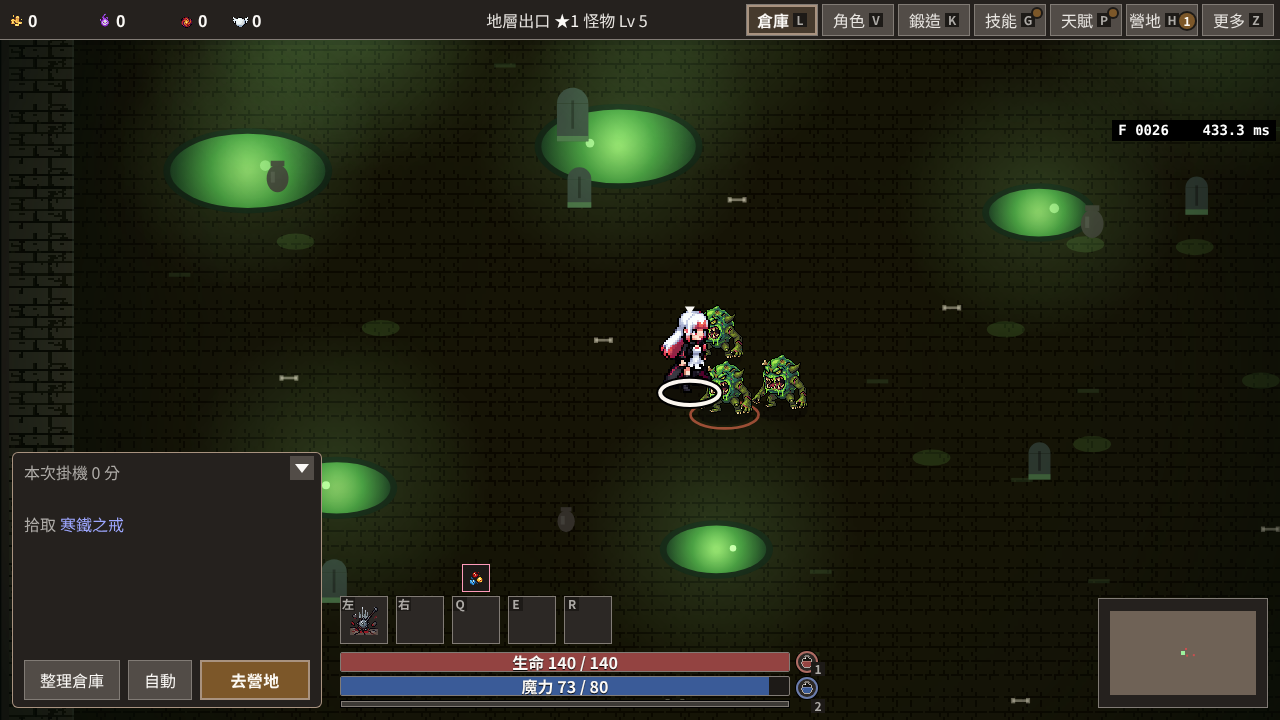 0 0 0 0 地層出口 ★1 怪物 Lv 5 倉庫 L 角色 V 鍛造 K 技能 G 天賦 P 營地 H 1 更多 Z
F 0026 433.3 ms
本次掛機 0 分
拾取 寒鐵之戒
左 右 Q E R
生命 140 / 140 1
整理倉庫 自動 去營地
魔力 73 / 80 2